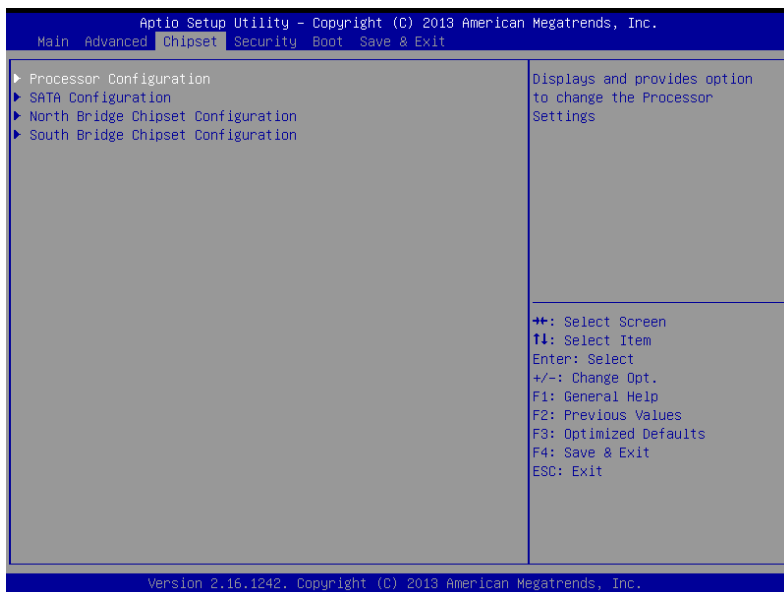 Aptio Setup Utility – Copyright (C) 2013 American Megatrends, Inc.
Main Advanced Chipset Security Boot Save & Exit
▶ Processor Configuration
▶ SATA Configuration
▶ North Bridge Chipset Configuration
▶ South Bridge Chipset Configuration
Displays and provides option
to change the Processor
Settings
→←: Select Screen
↑↓: Select Item
Enter: Select
+/-: Change Opt.
F1: General Help
F2: Previous Values
F3: Optimized Defaults
F4: Save & Exit
ESC: Exit
Version 2.16.1242. Copyright (C) 2013 American Megatrends, Inc.